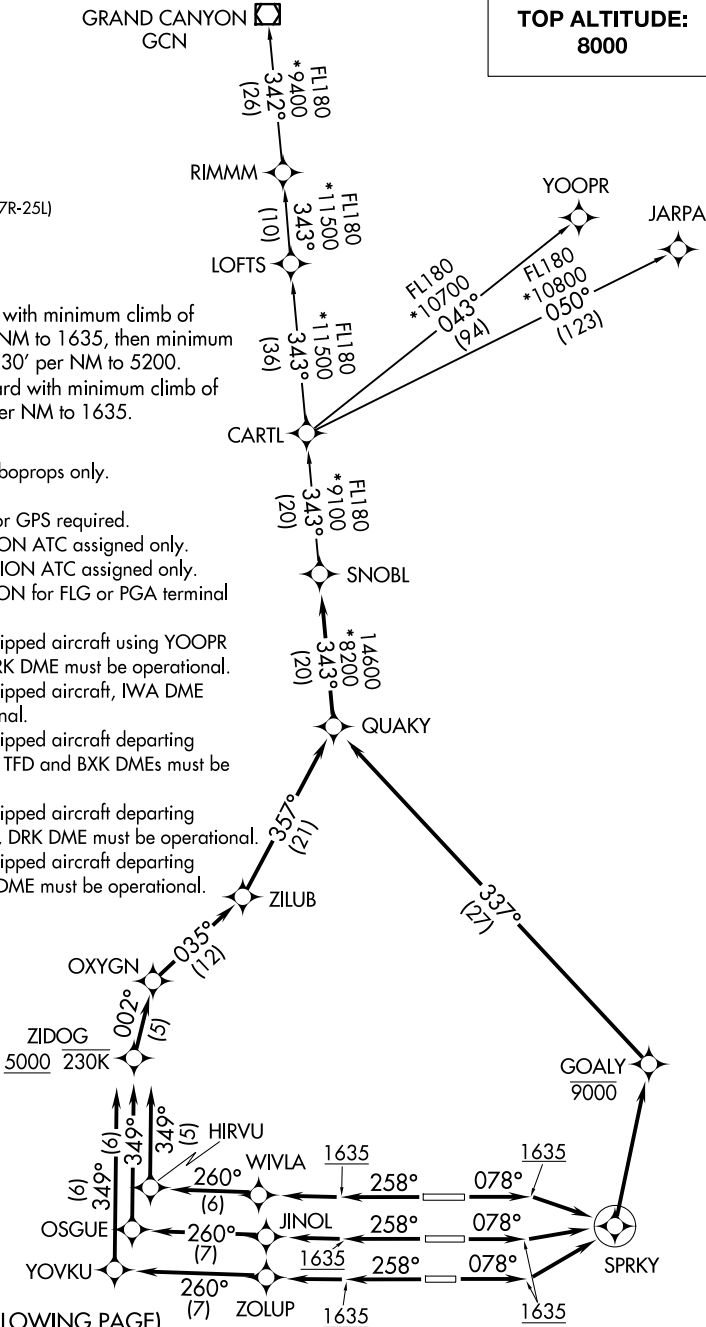 GRAND CANYON
GCN
TOP ALTITUDE:
8000
FL180
*9400
342°
(26)
RIMMM
7R-25L)
FL180
*11500
343°
(10)
YOOPR
JARPA
LOFTS
FL180
*10700
043°
(94)
FL180
*10800
050°
(123)
with minimum climb of
NM to 1635, then minimum
30' per NM to 5200.
ard with minimum climb of
er NM to 1635.
FL180
*11500
343°
(36)
CARTL
boprops only.
FL180
*9100
343°
(20)
or GPS required.
ON ATC assigned only.
ION ATC assigned only.
ON for FLG or PGA terminal
SNOBL
ipped aircraft using YOOPR
RK DME must be operational.
ipped aircraft, IWA DME
nal.
ipped aircraft departing
TFD and BXK DMEs must be
14600
*8200
343°
(20)
QUAKY
ipped aircraft departing
, DRK DME must be operational.
ipped aircraft departing
DME must be operational.
357°
(21)
337°
(27)
ZILUB
035°
(12)
OXYGN
002°
(5)
ZIDOG
5000 230K
GOALY
9000
349°
(6)
349°
(6)
349°
(5)
HIRVU
WIVLA
260°
(6)
1635
258°
078°
1635
OSGUE
JINOL
260°
(7)
1635
258°
078°
SPRKY
YOVKU
260°
(7)
ZOLUP
258°
078°
1635
1635
LOWING PAGE)